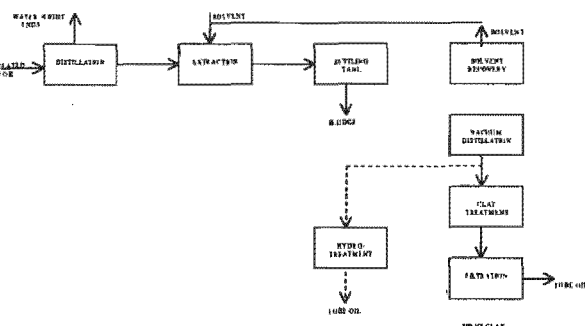 WATER & LIGHT
ENDS
SOLVENT
SOLVENT
DISTILLATION
EXTRACTION
SETTLING
TANK
SOLVENT
RECOVERY
SLUDGE
VACUUM
DISTILLATION
CLAY
TREATMENT
HYDRO-
TREATMENT
FILTRATION
LUBE OIL
LUBE OIL